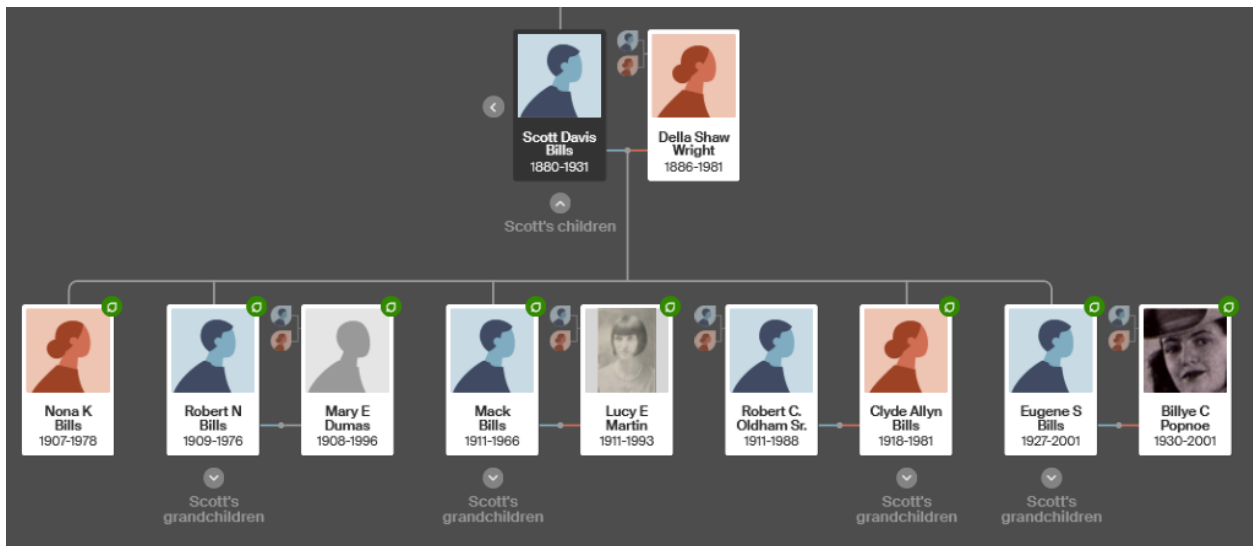 Scott Davis
Bills
1880-1931
Della Shaw
Wright
1886-1981
Scott's children
Nona K
Bills
1907-1978
Robert N
Bills
1909-1976
Mary E
Dumas
1908-1996
Mack
Bills
1911-1966
Lucy E
Martin
1911-1993
Robert C.
Oldham Sr.
1911-1988
Clyde Allyn
Bills
1918-1981
Eugene S
Bills
1927-2001
Billye C
Popnoe
1930-2001
Scott's
grandchildren
Scott's
grandchildren
Scott's
grandchildren
Scott's
grandchildren